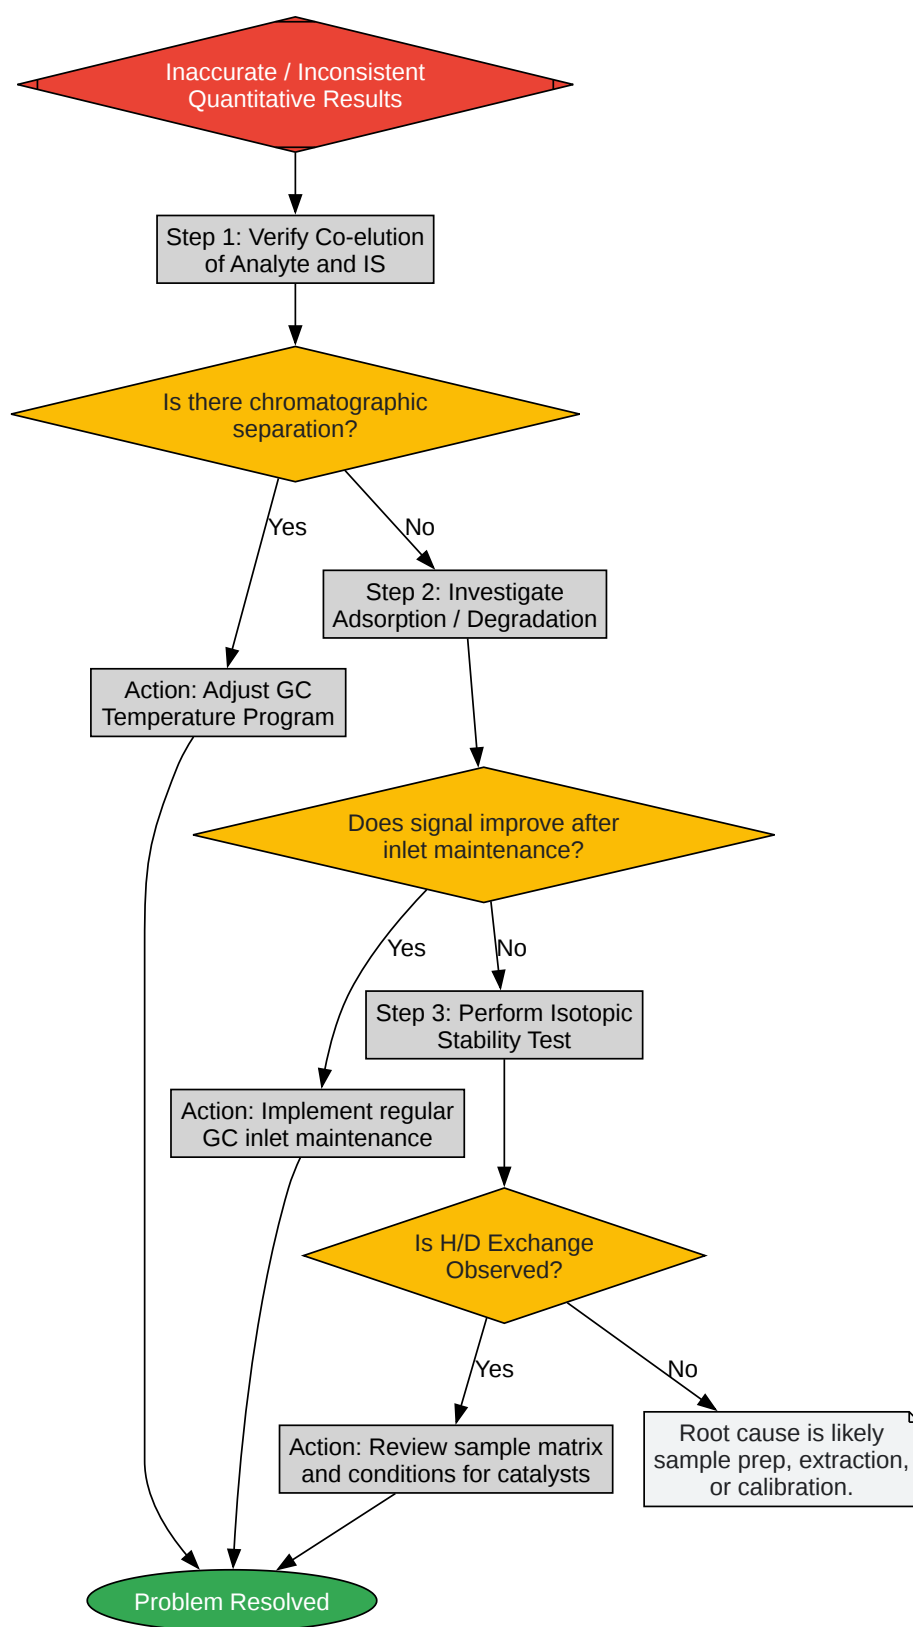 Inaccurate / Inconsistent
Quantitative Results
Step 1: Verify Co-elution
of Analyte and IS
Is there chromatographic
separation?
Yes
No
Step 2: Investigate
Adsorption / Degradation
Action: Adjust GC
Temperature Program
Does signal improve after
inlet maintenance?
Yes
No
Step 3: Perform Isotopic
Stability Test
Action: Implement regular
GC inlet maintenance
Is H/D Exchange
Observed?
Yes
No
Action: Review sample matrix
and conditions for catalysts
Root cause is likely
sample prep, extraction,
or calibration.
Problem Resolved